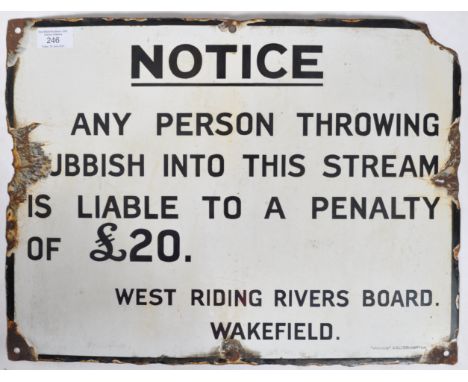 246
NOTICE
ANY PERSON THROWING
UBBISH INTO THIS STREAM
IS LIABLE TO A PENALTY
OF £20.
WEST RIDING RIVERS BOARD.
WAKEFIELD.